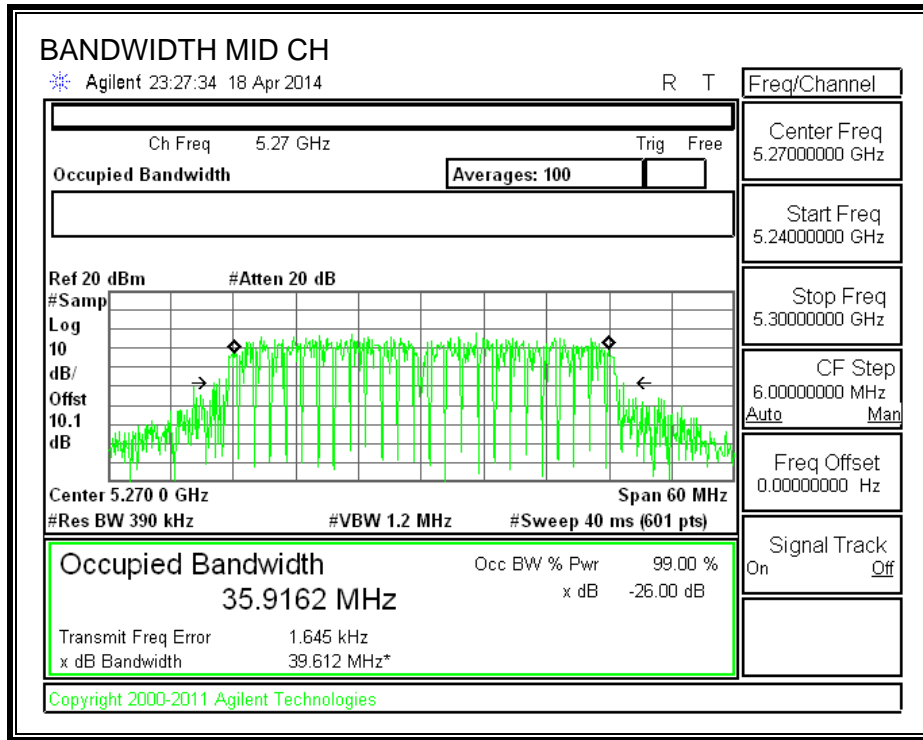 BANDWIDTH MID CH
Agilent 23:27:34 18 Apr 2014 R T
Freq/Channel
Ch Freq 5.27 GHz Trig Free
Occupied Bandwidth Averages: 100
Center Freq
5.27000000 GHz
Start Freq
5.24000000 GHz
Stop Freq
5.30000000 GHz
CF Step
6.00000000 MHz
Auto Man
Freq Offset
0.00000000 Hz
Signal Track
On Off
Ref 20 dBm #Atten 20 dB
#Samp
Log
10
dB/
Offst
10.1
dB
Center 5.270 0 GHz Span 60 MHz
#Res BW 390 kHz #VBW 1.2 MHz #Sweep 40 ms (601 pts)
Occupied Bandwidth Occ BW % Pwr 99.00 %
35.9162 MHz x dB -26.00 dB
Transmit Freq Error 1.645 kHz
x dB Bandwidth 39.612 MHz*
Copyright 2000-2011 Agilent Technologies